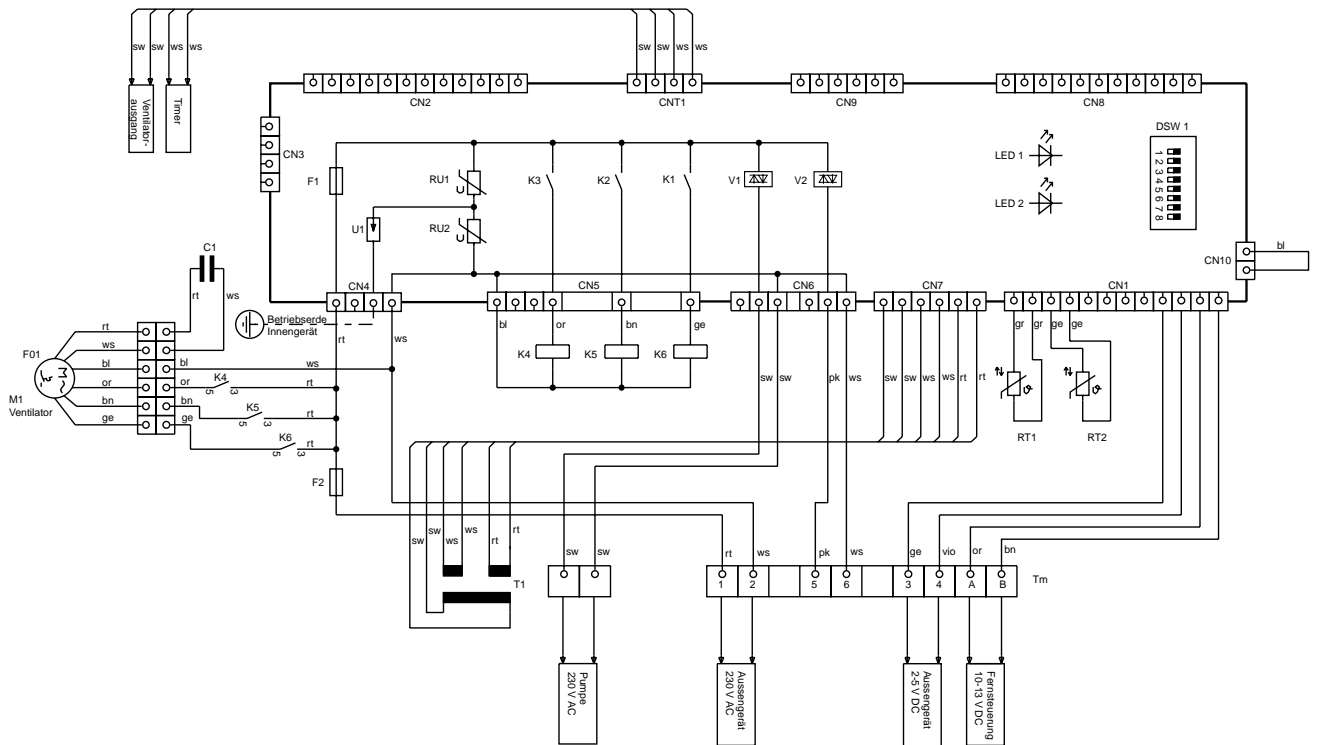 sw sw ws ws
sw sw ws ws
Ventilator-
ausgang
Timer
CN2
CNT1
CN9
CN8
CN3
DSW 1
1 2 3 4 5 6 7 8
LED 1
LED 2
F1
RU1
RU2
U1
K3
K2
K1
V1
V2
CN10
bl
C1
rt
ws
CN4
CN5
CN6
CN7
CN1
Betriebserde
Innengerät
rt
ws
bl
or
bn
ge
K4
K5
K6
sw
sw
pk
ws
sw sw ws ws rt rt
gr gr ge ge
RT1
RT2
F01
M
M1
Ventilator
rt
ws
bl
or
bn
ge
bl
or
bn
ge
ws
K4
5 3
rt
K5
5 3
rt
K6
5 3
rt
F2
sw sw ws ws rt rt
T1
sw
sw
rt
ws
pk
ws
ge
vio
or
bn
1 2 5 6 3 4 A B
Tm
Pumpe
230 V AC
Aussengerät
230 V AC
Aussengerät
2-5 V DC
Fernsteuerung
10-13 V DC